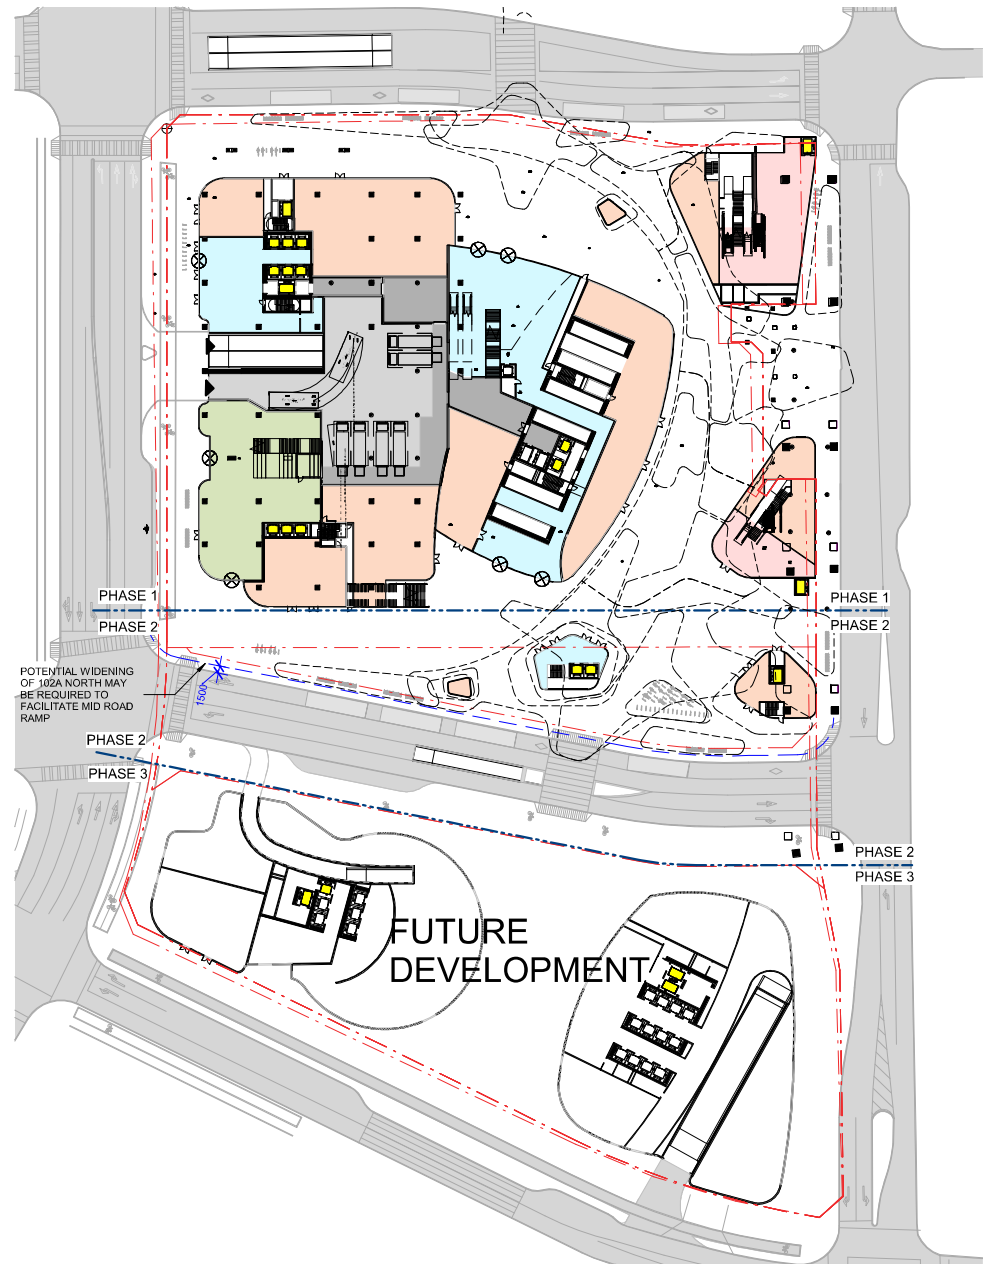 PHASE 1
PHASE 2
PHASE 1
PHASE 2
POTENTIAL WIDENING
OF 102A NORTH MAY
BE REQUIRED TO
FACILITATE MID ROAD
RAMP
1500
PHASE 2
PHASE 3
PHASE 2
PHASE 3
FUTURE
DEVELOPMENT